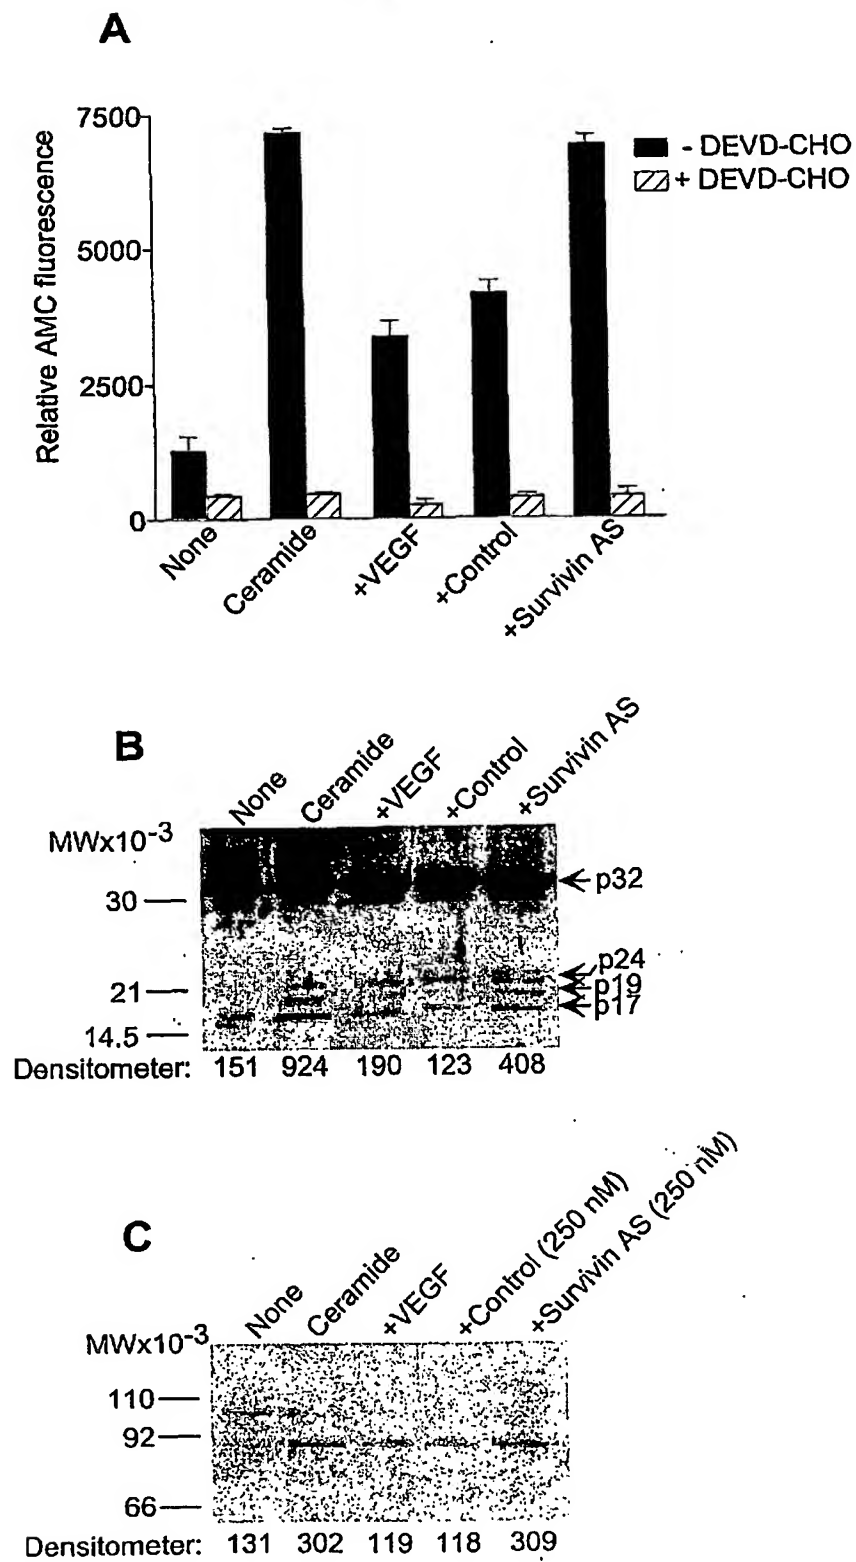 A
Relative AMC fluorescence
7500
5000
2500
0
- DEVD-CHO
+ DEVD-CHO
None
Ceramide
+VEGF
+Control
+Survivin AS
B
None
Ceramide
+VEGF
+Control
+Survivin AS
MWx10-3
30
21
14.5
p32
p24
p19
p17
Densitometer: 151 924 190 123 408
C
None
Ceramide
+VEGF
+Control (250 nM)
+Survivin AS (250 nM)
MWx10-3
110
92
66
Densitometer: 131 302 119 118 309